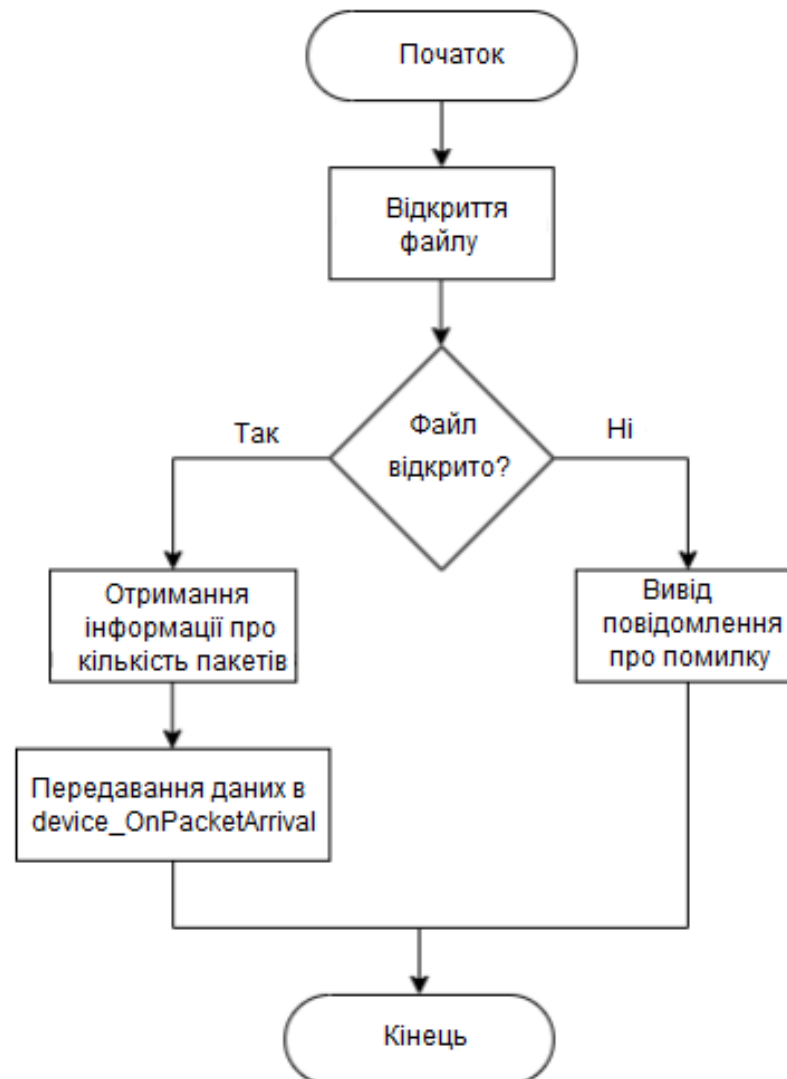 Початок
Відкриття
файлу
Файл
відкрито?
Так
Ні
Отримання
інформації про
кількість пакетів
Вивід
повідомлення
про помилку
Передавання даних в
device_OnPacketArrival
Кінець